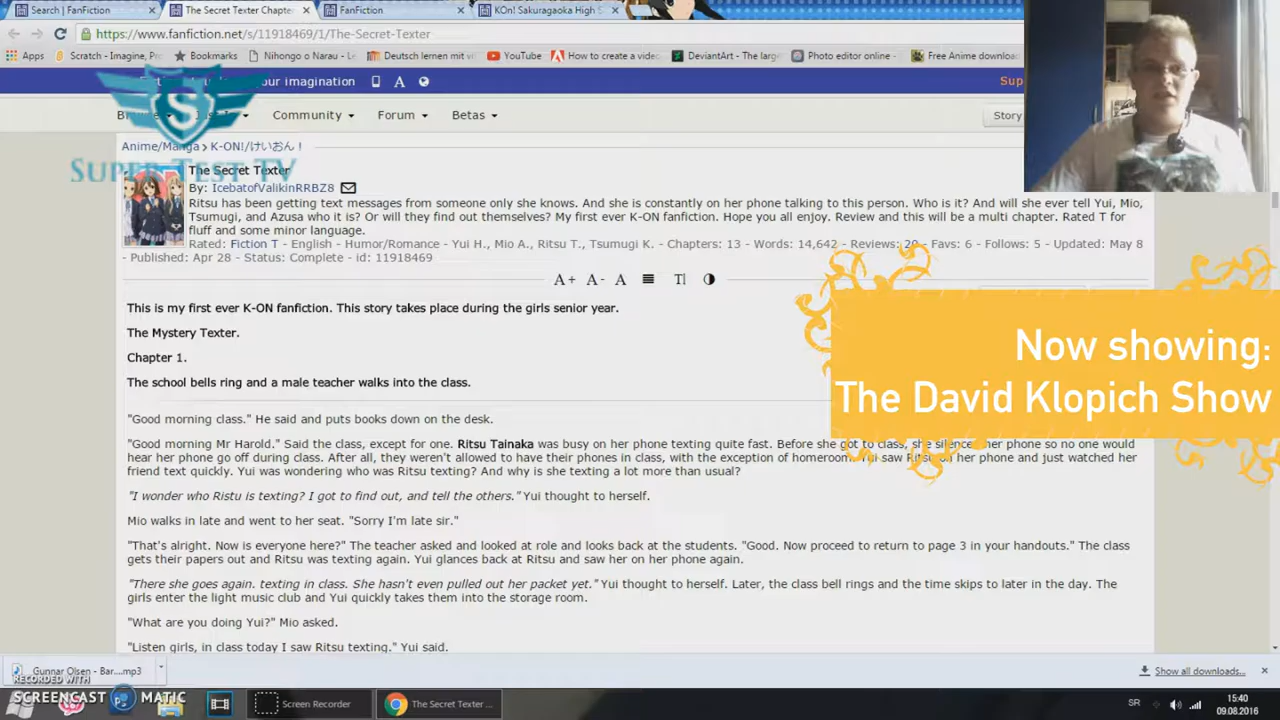 Search | FanFiction
The Secret Texter Chapter
FanFiction
KOn! Sakuragaoka High S
https://www.fanfiction.net/s/11918469/1/The-Secret-Texter
Apps
Scratch - Imagine, Pr
Bookmarks
Nihongo o Narau - Le
Deutsch lernen mit vi
YouTube
How to create a video
DeviantArt - The large
Photo editor online -
Free Anime download
your imagination
Community
Forum
Betas
Story
Anime/Manga › K-ON!/けいおん！
SUPER TEST TV
The Secret Texter
By: IcebatofValikinRRBZ8
Ritsu has been getting text messages from someone only she knows. And she is constantly on her phone talking to this person. Who is it? And will she ever tell Yui, Mio,
Tsumugi, and Azusa who it is? Or will they find out themselves? My first ever K-ON fanfiction. Hope you all enjoy. Review and this will be a multi chapter. Rated T for
fluff and some minor language.
Rated: Fiction T - English - Humor/Romance - Yui H., Mio A., Ritsu T., Tsumugi K. - Chapters: 13 - Words: 14,642 - Reviews: 20 - Favs: 6 - Follows: 5 - Updated: May 8
- Published: Apr 28 - Status: Complete - id: 11918469
A+ A- A
This is my first ever K-ON fanfiction. This story takes place during the girls senior year.
The Mystery Texter.
Chapter 1.
The school bells ring and a male teacher walks into the class.
Now showing:
The David Klopich Show
"Good morning class." He said and puts books down on the desk.
"Good morning Mr Harold." Said the class, except for one. Ritsu Tainaka was busy on her phone texting quite fast. Before she got to class, she silenced her phone so no one would
hear her phone go off during class. After all, they weren't allowed to have their phones in class, with the exception of homeroom. Yui saw Ritsu on her phone and just watched her
friend text quickly. Yui was wondering who was Ritsu texting? And why is she texting a lot more than usual?
"I wonder who Ristu is texting? I got to find out, and tell the others." Yui thought to herself.
Mio walks in late and went to her seat. "Sorry I'm late sir."
"That's alright. Now is everyone here?" The teacher asked and looked at role and looks back at the students. "Good. Now proceed to return to page 3 in your handouts." The class
gets their papers out and Ritsu was texting again. Yui glances back at Ritsu and saw her on her phone again.
"There she goes again. texting in class. She hasn't even pulled out her packet yet." Yui thought to herself. Later, the class bell rings and the time skips to later in the day. The
girls enter the light music club and Yui quickly takes them into the storage room.
"What are you doing Yui?" Mio asked.
"Listen girls, in class today I saw Ritsu texting." Yui said.
Gunnar Olsen - Bar....mp3
Show all downloads...
RECORDED WITH
SCREENCAST MATIC
Screen Recorder
The Secret Texter ...
SR
15:40
09.08.2016